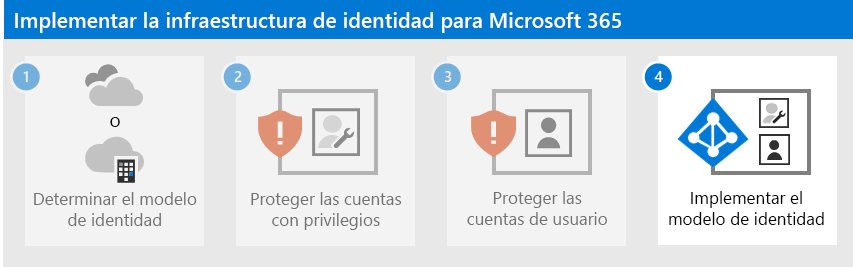 Implementar la infraestructura de identidad para Microsoft 365
1
O
Determinar el modelo
de identidad
2
Proteger las cuentas
con privilegios
3
Proteger las
cuentas de usuario
4
Implementar el
modelo de identidad